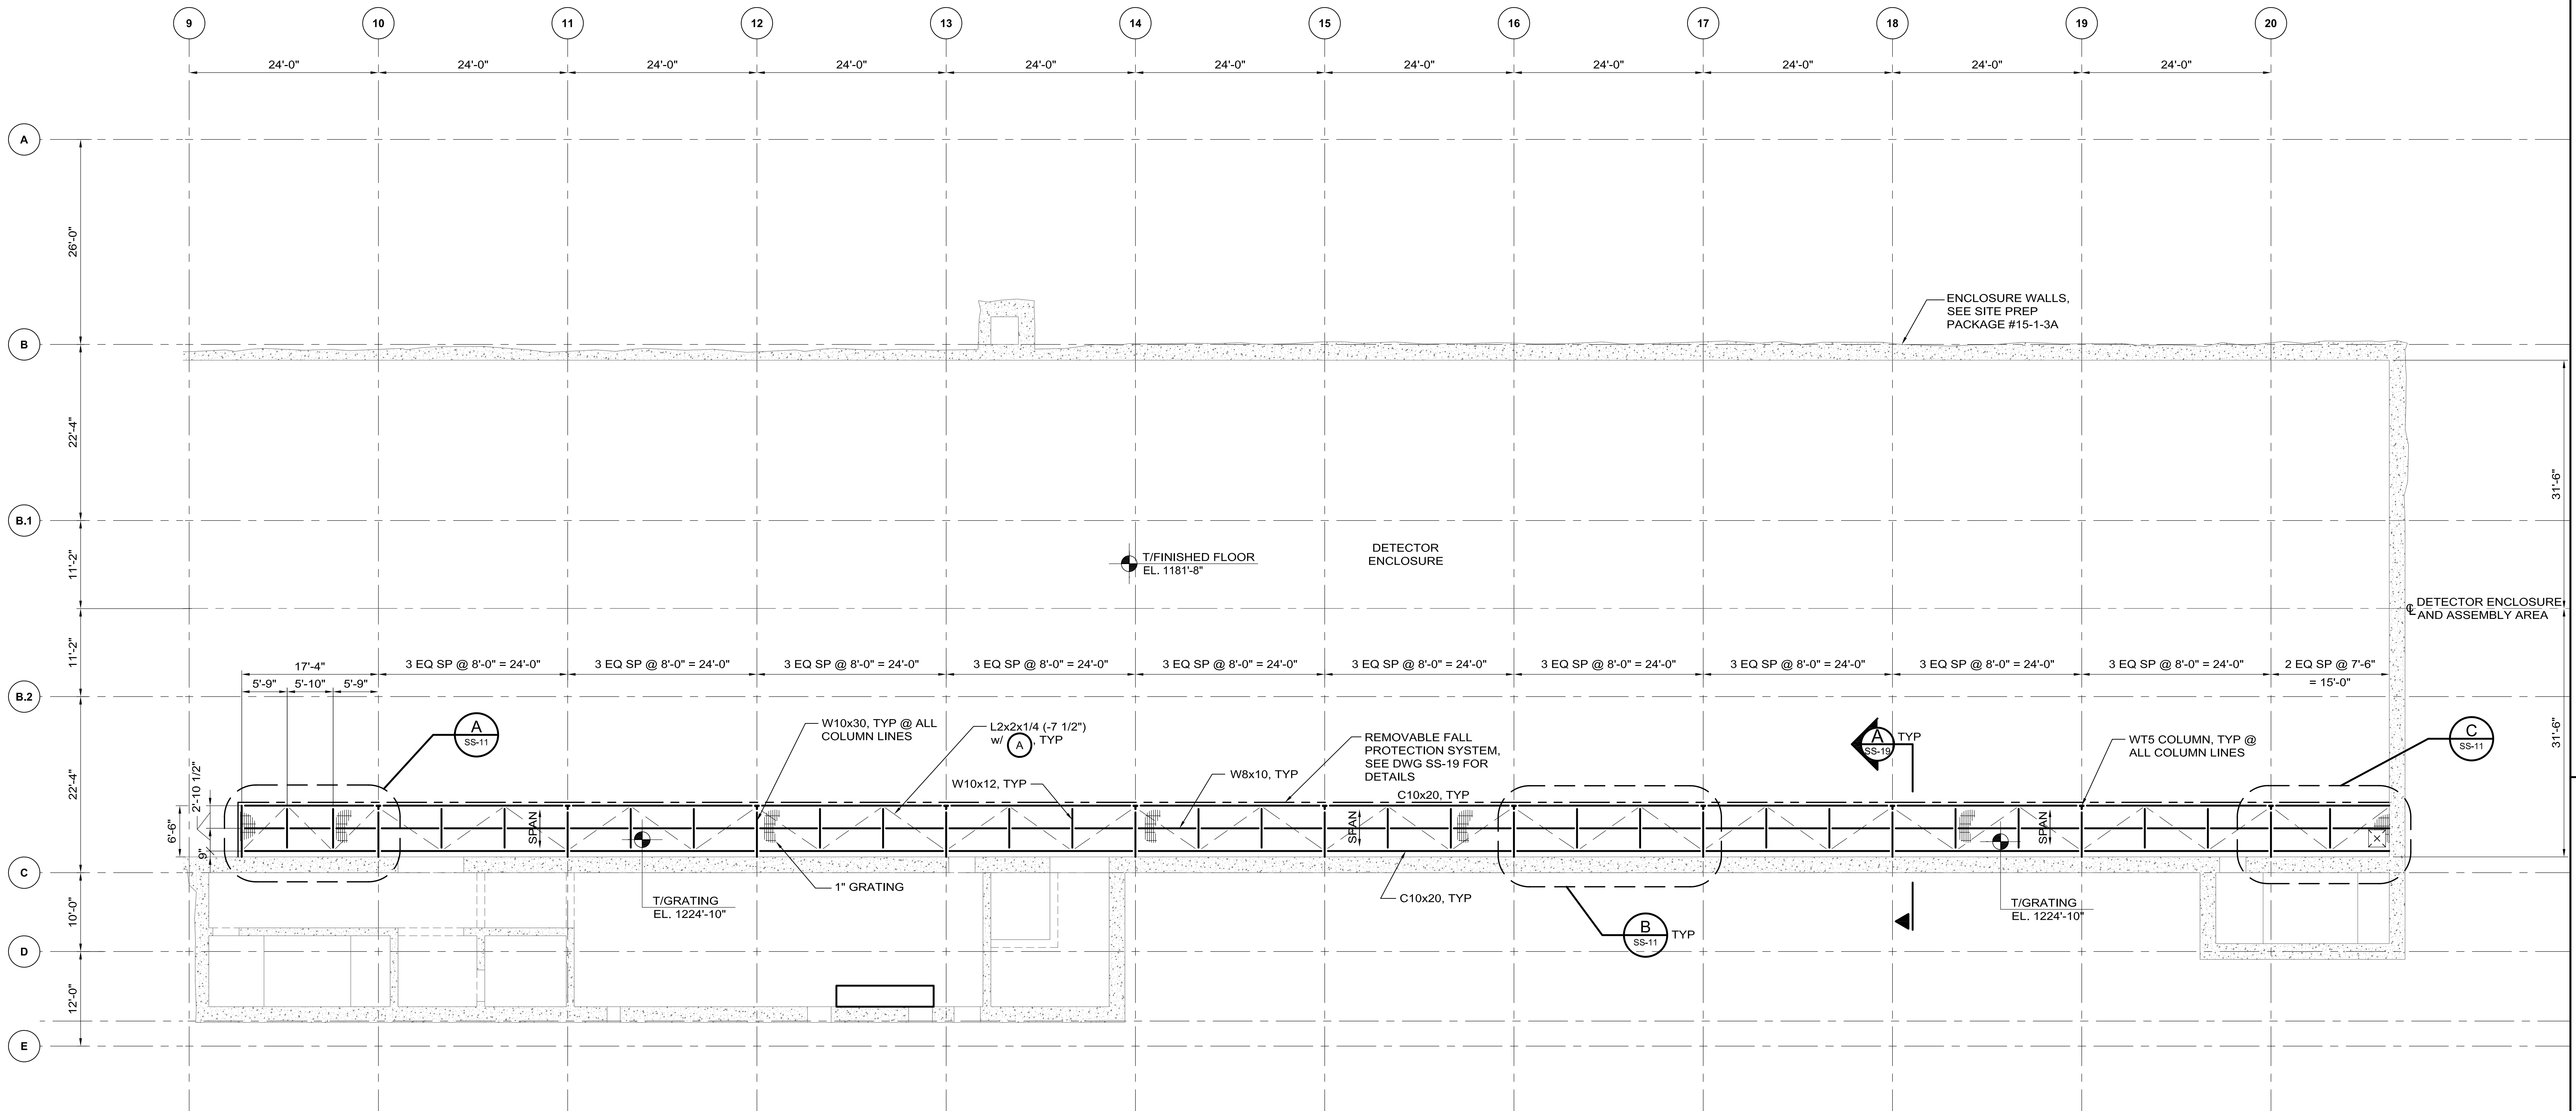 9 10 11 12 13 14 15 16 17 18 19 20
24'-0" 24'-0" 24'-0" 24'-0" 24'-0" 24'-0" 24'-0" 24'-0" 24'-0" 24'-0" 24'-0"
A
26'-0"
ENCLOSURE WALLS,
SEE SITE PREP
PACKAGE #15-1-3A
B
22'-4"
31'-6"
B.1
11'-2"
T/FINISHED FLOOR
EL. 1181'-8"
DETECTOR
ENCLOSURE
℄ DETECTOR ENCLOSURE
AND ASSEMBLY AREA
11'-2"
17'-4"
3 EQ SP @ 8'-0" = 24'-0"
3 EQ SP @ 8'-0" = 24'-0"
3 EQ SP @ 8'-0" = 24'-0"
3 EQ SP @ 8'-0" = 24'-0"
3 EQ SP @ 8'-0" = 24'-0"
3 EQ SP @ 8'-0" = 24'-0"
3 EQ SP @ 8'-0" = 24'-0"
3 EQ SP @ 8'-0" = 24'-0"
3 EQ SP @ 8'-0" = 24'-0"
3 EQ SP @ 8'-0" = 24'-0"
2 EQ SP @ 7'-6"
= 15'-0"
5'-9" 5'-10" 5'-9"
B.2
22'-4"
31'-6"
A
SS-11
W10x30, TYP @ ALL
COLUMN LINES
L2x2x1/4 (-7 1/2")
w/ A, TYP
W10x12, TYP
W8x10, TYP
REMOVABLE FALL
PROTECTION SYSTEM,
SEE DWG SS-19 FOR
DETAILS
C10x20, TYP
A
SS-19
TYP
WT5 COLUMN, TYP @
ALL COLUMN LINES
C
SS-11
2'-10 1/2"
6'-6"
9"
SPAN
SPAN
SPAN
C
1" GRATING
T/GRATING
EL. 1224'-10"
C10x20, TYP
T/GRATING
EL. 1224'-10"
10'-0"
B
SS-11
TYP
D
12'-0"
E